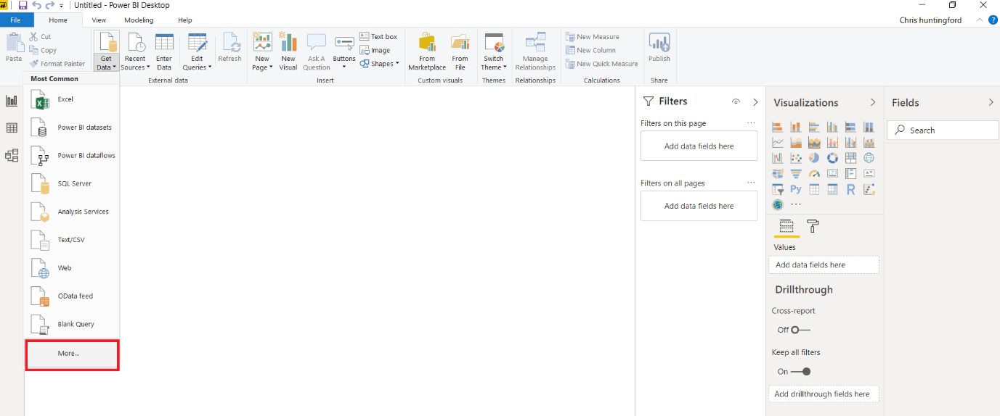 Untitled - Power BI Desktop
File Home View Modeling Help
Chris huntingford
?
Paste
Cut
Copy
Format Painter
Get Data
Recent Sources
Enter Data
Edit Queries
Refresh
New Page
New Visual
Ask A Question
Buttons
Text box
Image
Shapes
From Marketplace
From File
Switch Theme
Manage Relationships
New Measure
New Column
New Quick Measure
Publish
External data
Insert
Custom visuals
Themes
Relationships
Calculations
Share
Most Common
Excel
Power BI datasets
Power BI dataflows
SQL Server
Analysis Services
Text/CSV
Web
OData feed
Blank Query
More...
Filters
Filters on this page
Add data fields here
Filters on all pages
Add data fields here
Visualizations
123
Py
R
Values
Add data fields here
Drillthrough
Cross-report
Off
Keep all filters
On
Add drillthrough fields here
Fields
Search